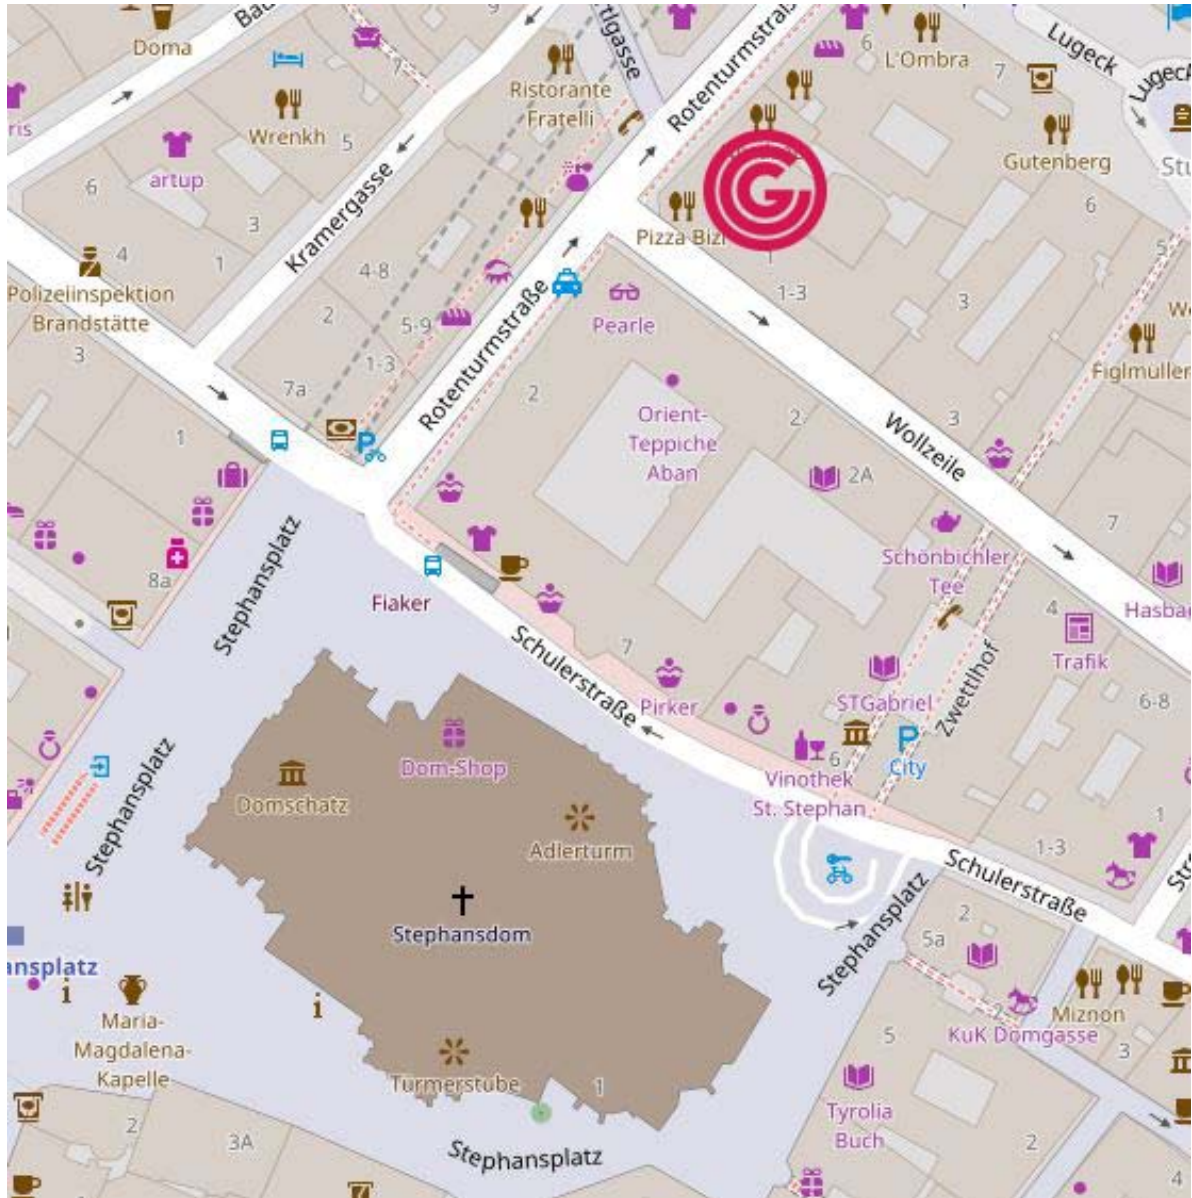 Doma
L'Ombra
Lugeck
7
Ristorante
Fratelli
Rotenturmstraße
6
Wrenkh
5
artup
Gutenberg
6
3
Kramergasse
Pizza Bizi
6
5
4
1
Polizeiinspektion
Brandstätte
4-8
2
5-9
1
1-3
3
Pearle
Figlmüller
3
7a
1-3
Rotenturmstraße
2
Orient-
Teppiche
Aban
2
3
Wollzeile
1
2A
7
Schönbichler
Tee
8a
Stephansplatz
Fiaker
4
Trafik
Schulerstraße
7
Pirker
STGabriel
Zwettlhof
6-8
Stephansplatz
Dom-Shop
Domschatz
Adlerturm
City
6
Vinothek
St. Stephan
1
1-3
Schulerstraße
Stephansplatz
Stephansdom
2
5a
2
Miznon
KuK Domgasse
5
3
Maria-
Magdalena-
Kapelle
Türmerstube
1
Tyrolia
Buch
2
3A
2
4
Stephansplatz